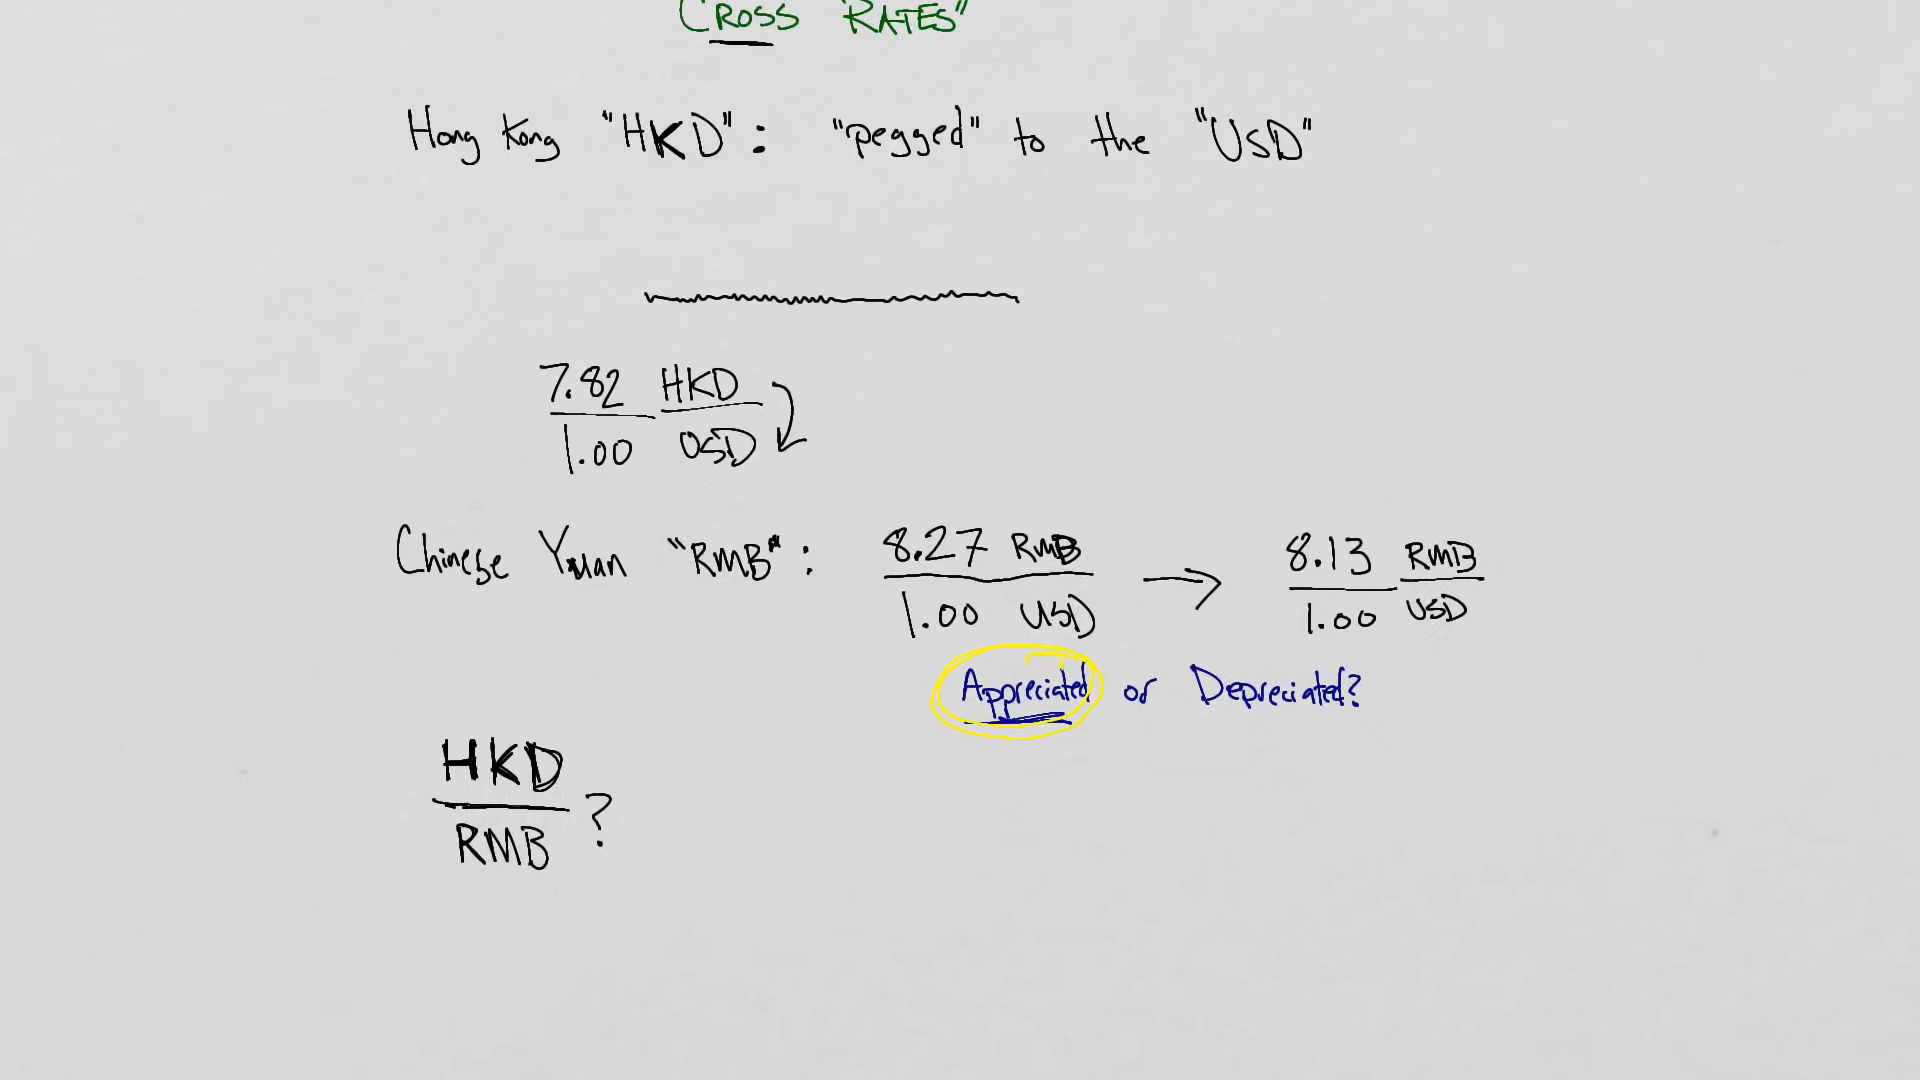 CROSS RATES"
Hong Kong "HKD": "pegged" to the "USD"
7.82 HKD
1.00 USD
Chinese Yuan "RMB": 8.27 RMB → 8.13 RMB
1.00 USD 1.00 USD
Appreciated or Depreciated?
HKD
RMB ?